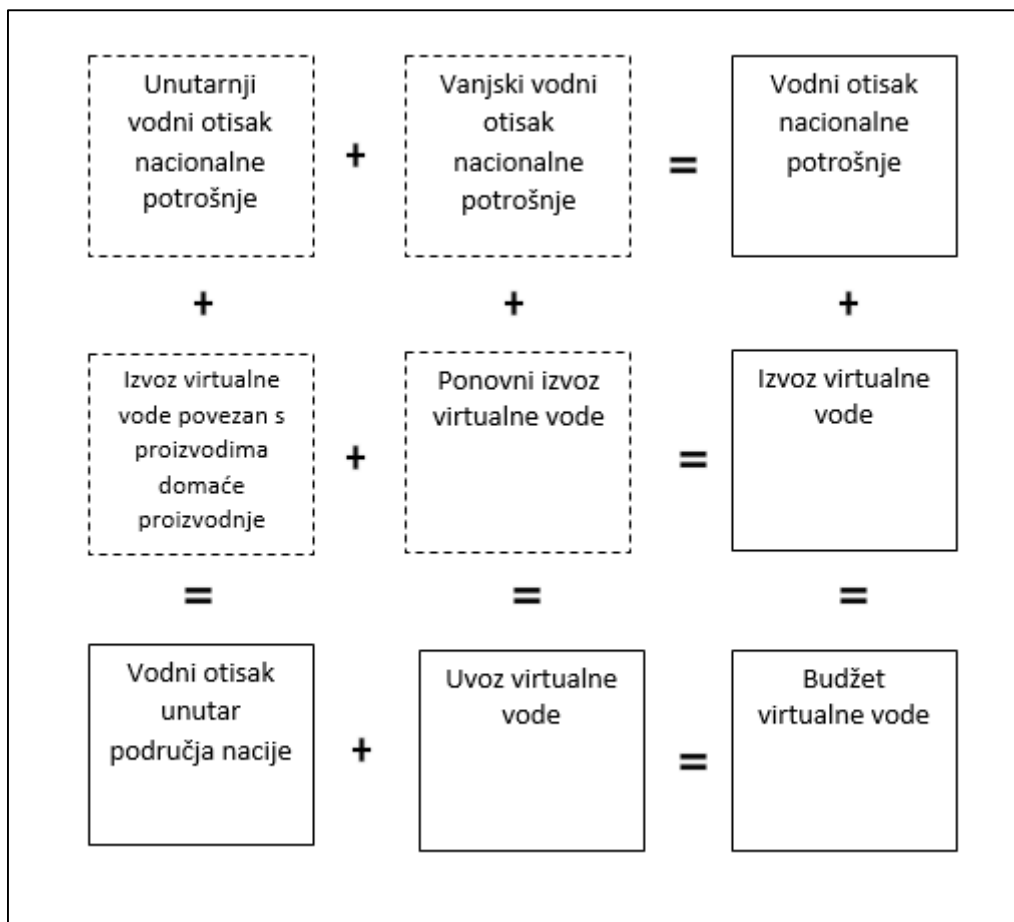 Unutarnji
vodni otisak
nacionalne
potrošnje
+
Vanjski vodni
otisak
nacionalne
potrošnje
=
Vodni otisak
nacionalne
potrošnje
+
+
+
Izvoz virtualne
vode povezan s
proizvodima
domaće
proizvodnje
+
Ponovni izvoz
virtualne vode
=
Izvoz virtualne
vode
=
=
=
Vodni otisak
unutar
područja nacije
+
Uvoz virtualne
vode
=
Budžet
virtualne vode